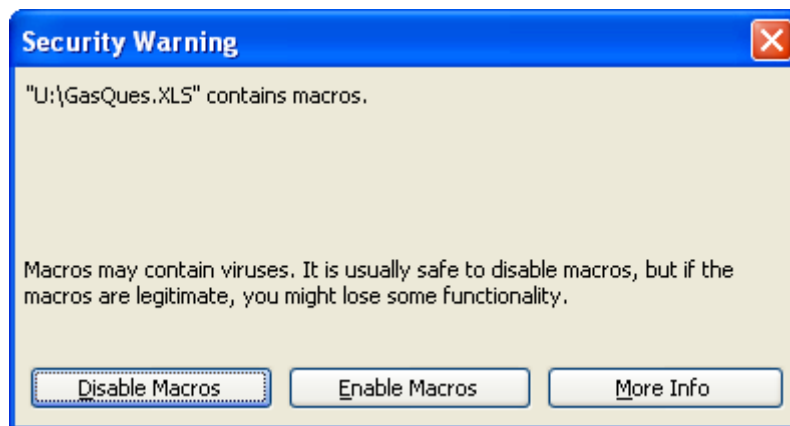 Security Warning
"U:\GasQues.XLS" contains macros.
Macros may contain viruses. It is usually safe to disable macros, but if the
macros are legitimate, you might lose some functionality.
Disable Macros Enable Macros More Info